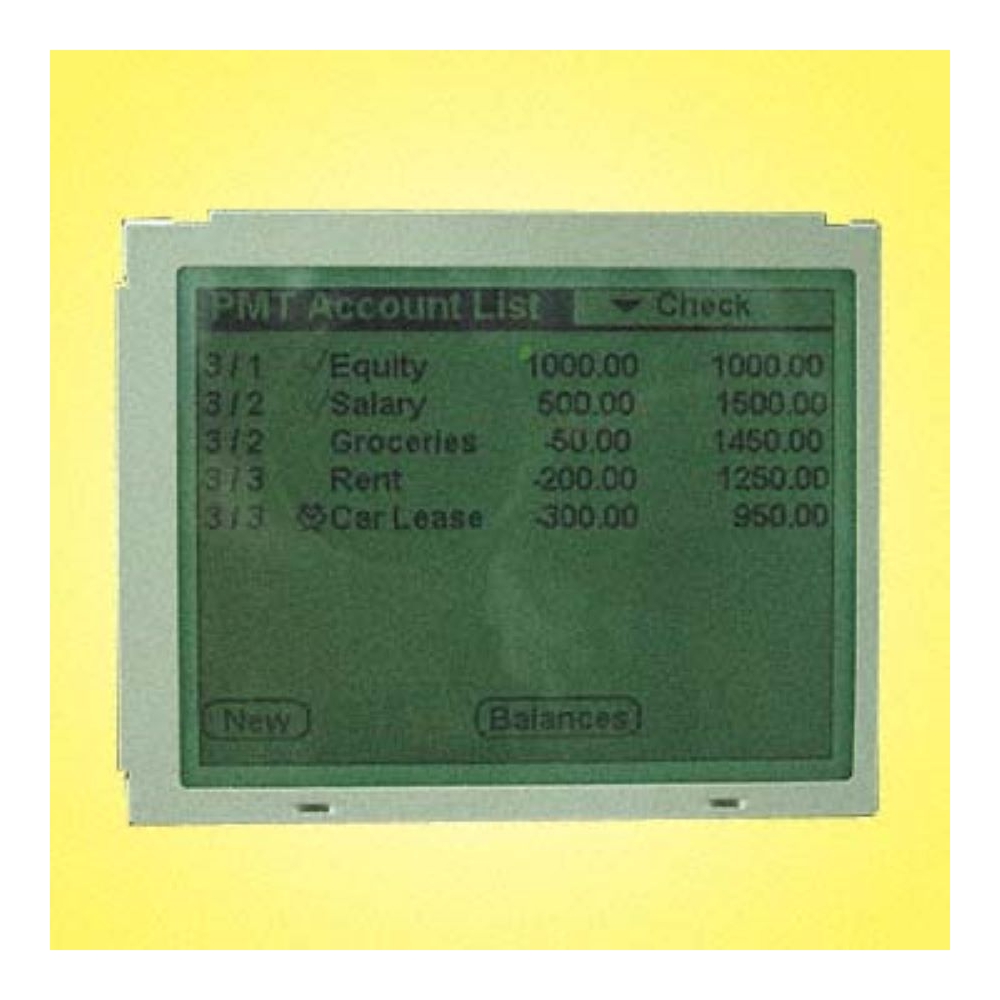 PMT Account List Check
3/1 ✓Equity 1000.00 1000.00
3/2 ✓Salary 500.00 1500.00
3/2 Groceries -50.00 1450.00
3/3 Rent -200.00 1250.00
3/3 Car Lease -300.00 950.00
New Balances